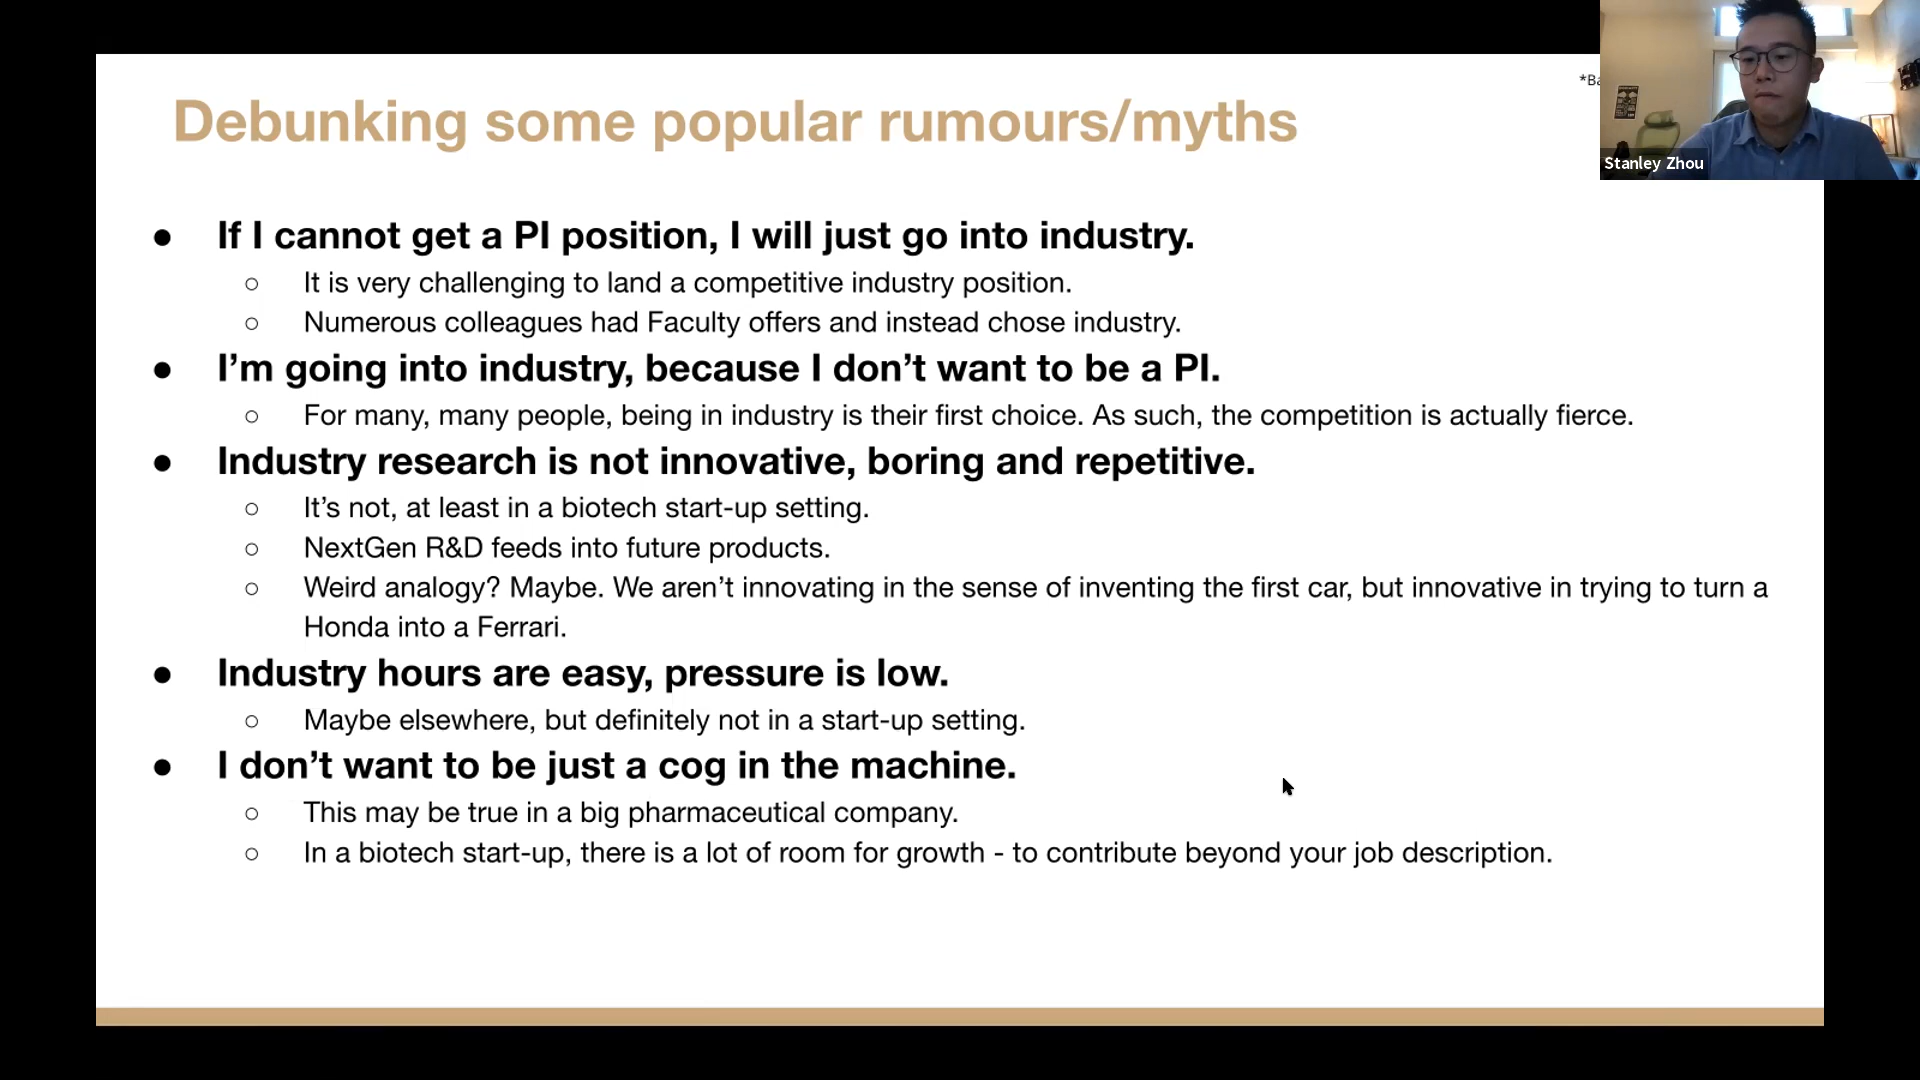 Debunking some popular rumours/myths
Stanley Zhou
● If I cannot get a PI position, I will just go into industry.
○ It is very challenging to land a competitive industry position.
○ Numerous colleagues had Faculty offers and instead chose industry.
● I’m going into industry, because I don’t want to be a PI.
○ For many, many people, being in industry is their first choice. As such, the competition is actually fierce.
● Industry research is not innovative, boring and repetitive.
○ It’s not, at least in a biotech start-up setting.
○ NextGen R&D feeds into future products.
○ Weird analogy? Maybe. We aren’t innovating in the sense of inventing the first car, but innovative in trying to turn a
Honda into a Ferrari.
● Industry hours are easy, pressure is low.
○ Maybe elsewhere, but definitely not in a start-up setting.
● I don’t want to be just a cog in the machine.
○ This may be true in a big pharmaceutical company.
○ In a biotech start-up, there is a lot of room for growth - to contribute beyond your job description.